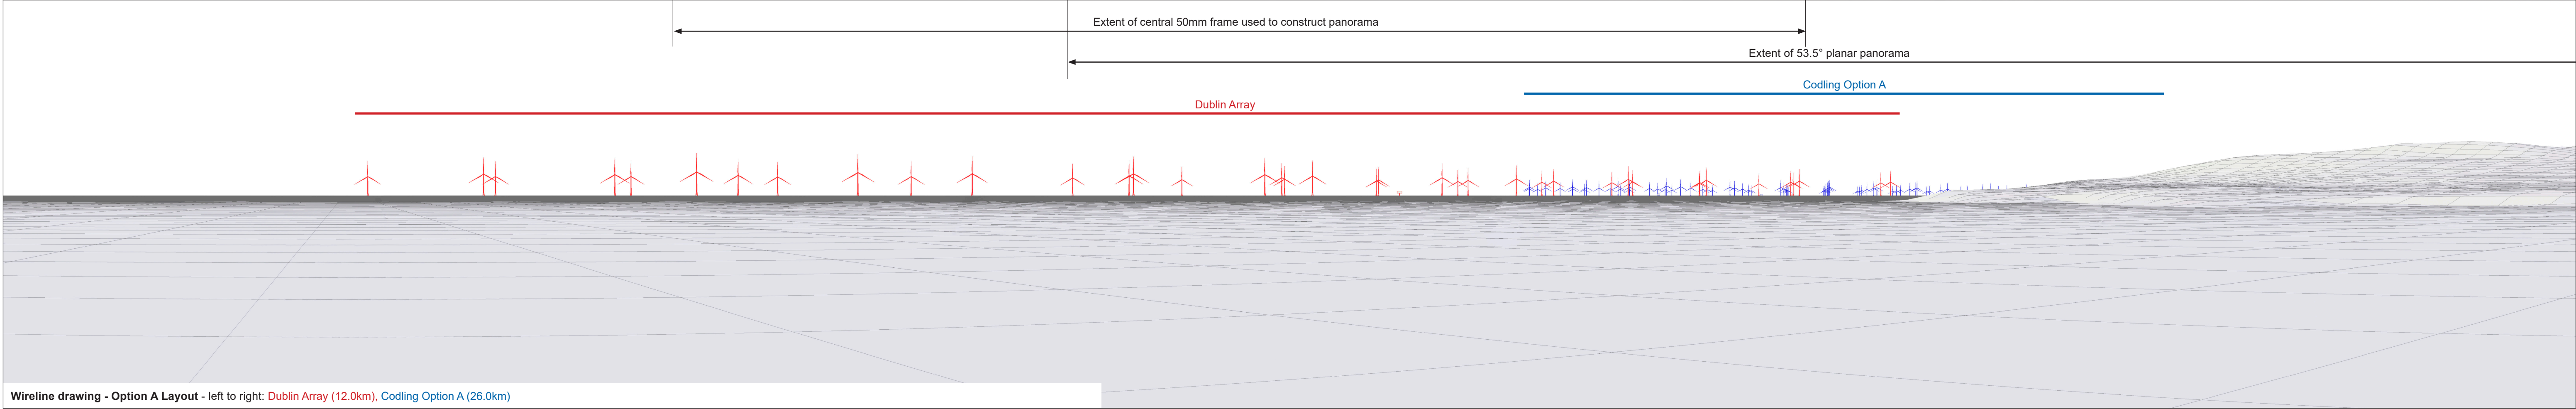 Extent of central 50mm frame used to construct panorama
Extent of 53.5° planar panorama
Codling Option A
Dublin Array
Wireline drawing - Option A Layout - left to right: Dublin Array (12.0km), Codling Option A (26.0km)